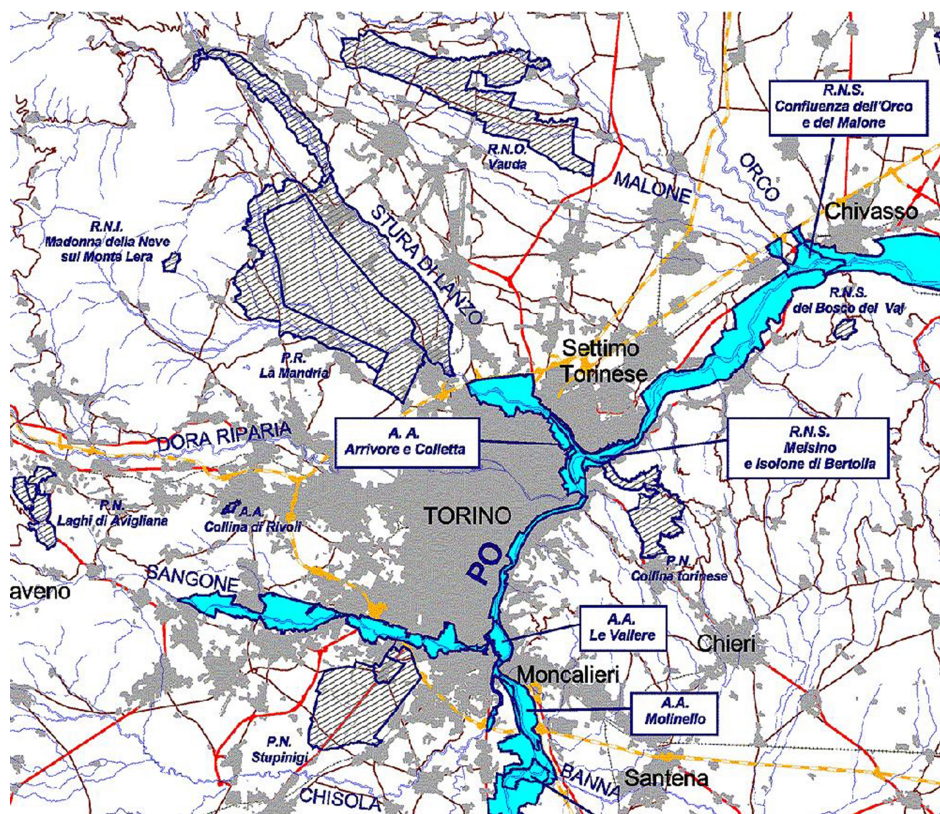 R.N.S.
Confluenza dell'Orco
e del Malone
R.N.O.
Vauda
MALONE
ORCO
Chivasso
STURA DI LANZO
R.N.I.
Madonna della Neve
sul Monte Lera
R.N.S.
del Bosco del Vaj
P.R.
La Mandria
Settimo
Torinese
A. A.
Arrivore e Colletta
R.N.S.
Meisino
e Isolone di Bertolla
DORA RIPARIA
P.N.
Laghi di Avigliana
A.A.
Collina di Rivoli
TORINO
PO
P.N.
Collina torinese
SANGONE
aveno
A.A.
Le Vallere
Chieri
Moncalieri
A.A.
Molinello
P.N.
Stupinigi
BANNA
Santena
CHISOLA